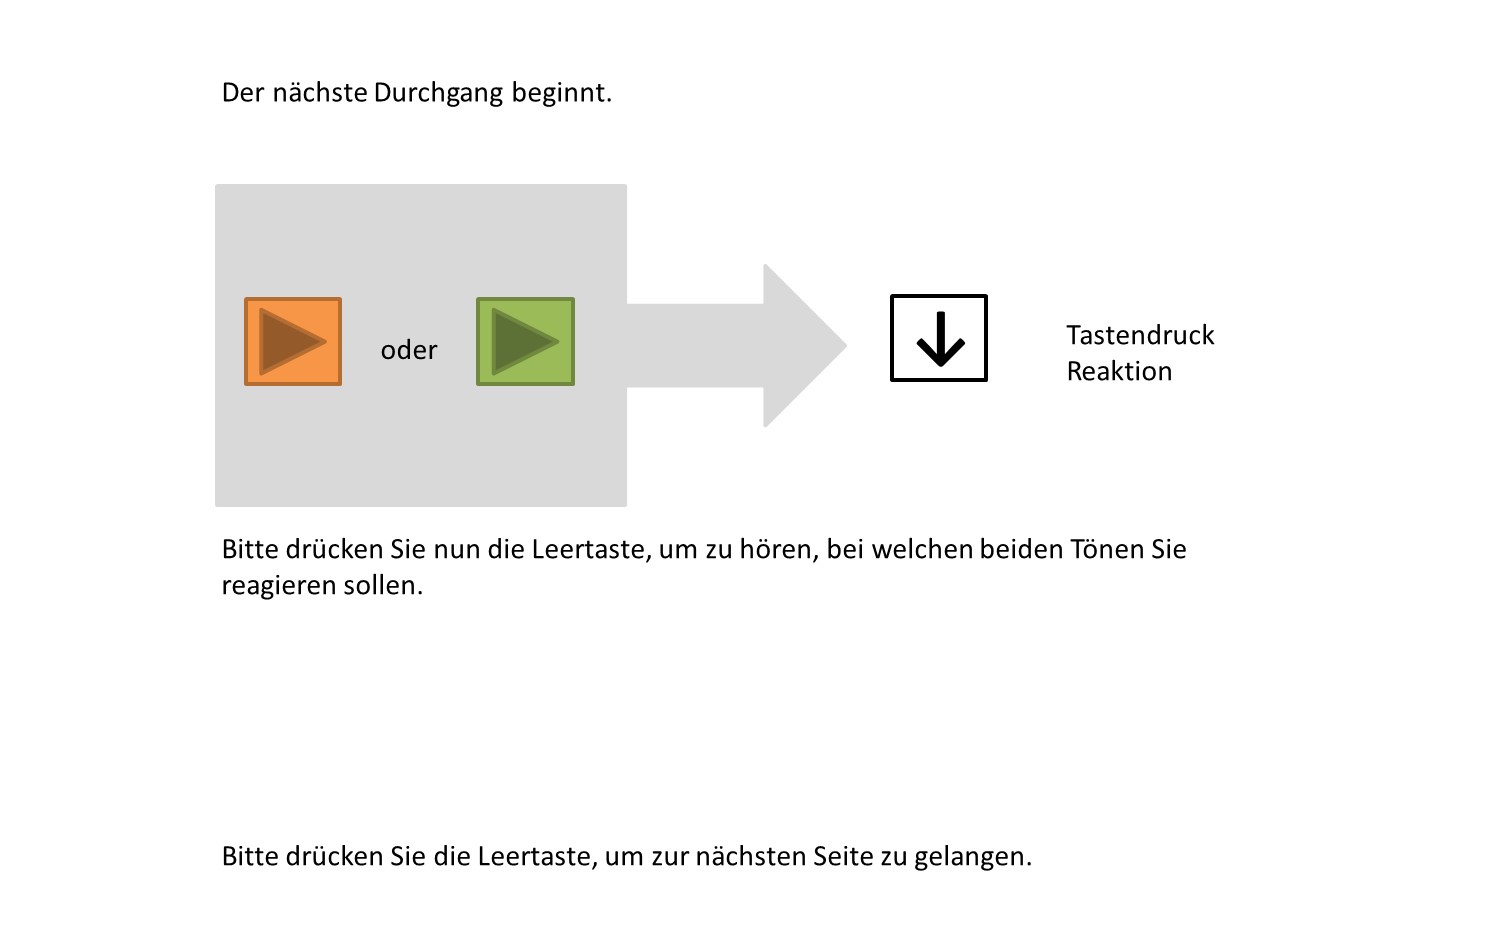 Der nächste Durchgang beginnt.
oder
Tastendruck
Reaktion
Bitte drücken Sie nun die Leertaste, um zu hören, bei welchen beiden Tönen Sie
reagieren sollen.
Bitte drücken Sie die Leertaste, um zur nächsten Seite zu gelangen.